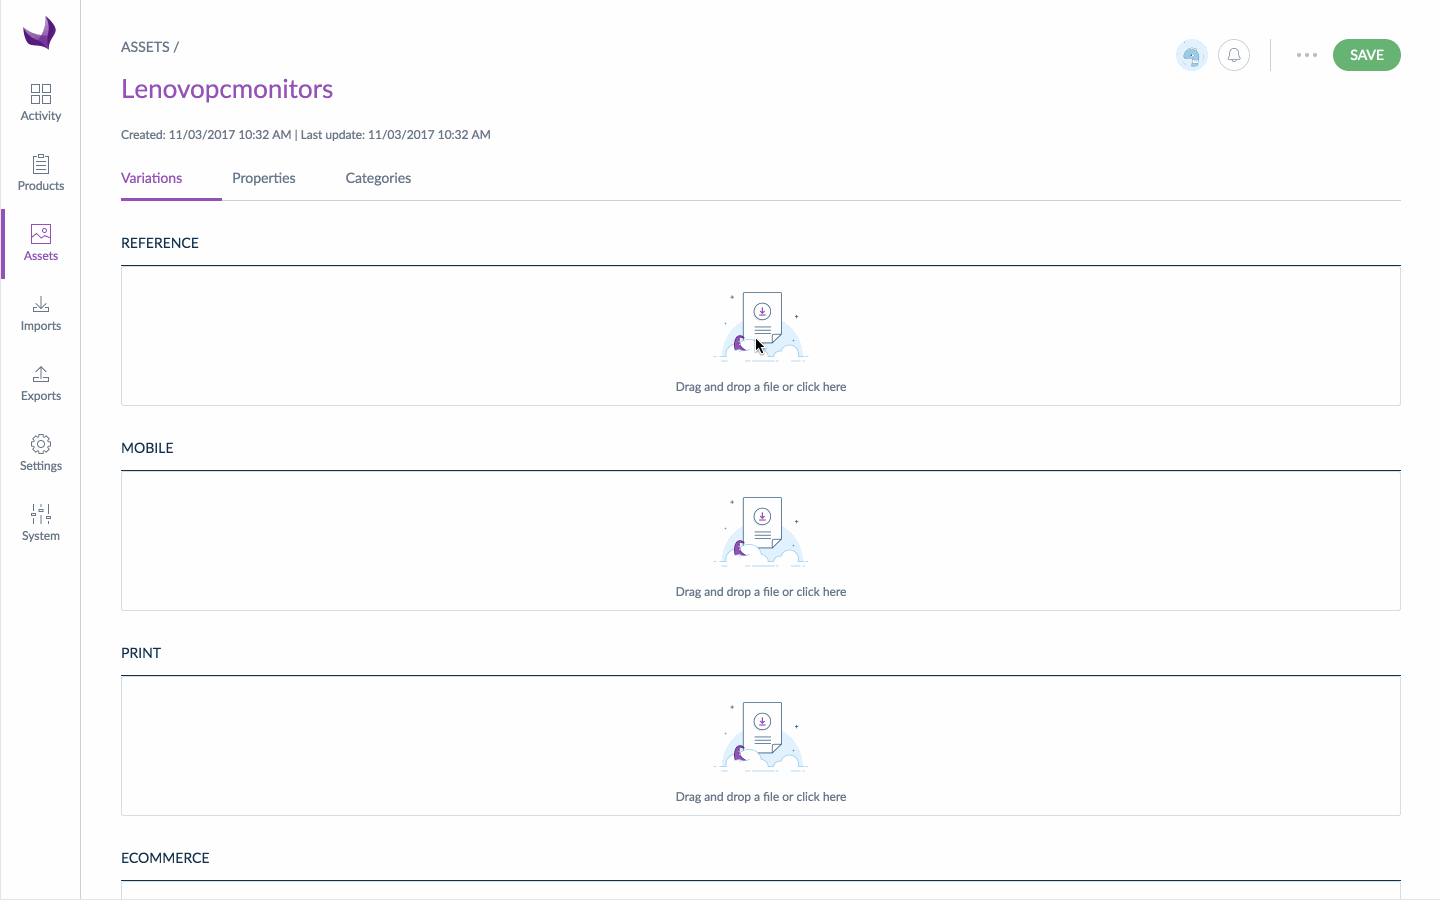 ASSETS /
SAVE
Lenovopcmonitors
Created: 11/03/2017 10:32 AM | Last update: 11/03/2017 10:32 AM
Variations
Properties
Categories
Activity
Products
Assets
Imports
Exports
Settings
System
REFERENCE
Drag and drop a file or click here
MOBILE
Drag and drop a file or click here
PRINT
Drag and drop a file or click here
ECOMMERCE